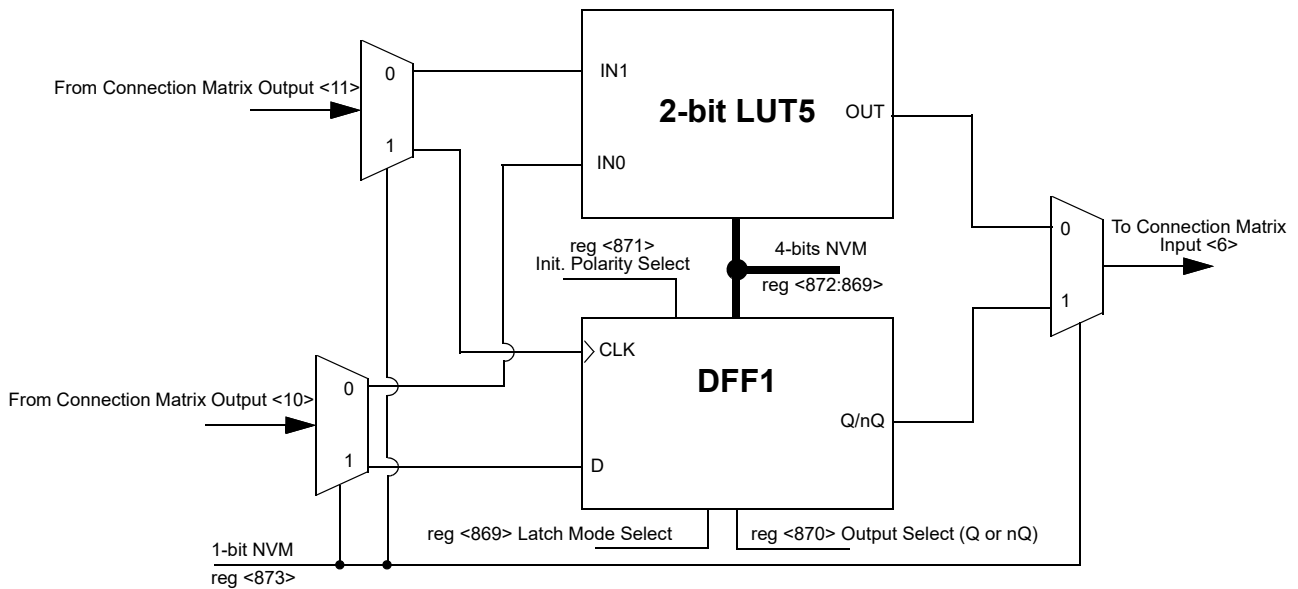 From Connection Matrix Output <11>
0
1
IN1
IN0
2-bit LUT5
OUT
reg <871>
Init. Polarity Select
4-bits NVM
reg <872:869>
0
1
To Connection Matrix
Input <6>
From Connection Matrix Output <10>
0
1
CLK
D
DFF1
Q/nQ
reg <869> Latch Mode Select
reg <870> Output Select (Q or nQ)
1-bit NVM
reg <873>